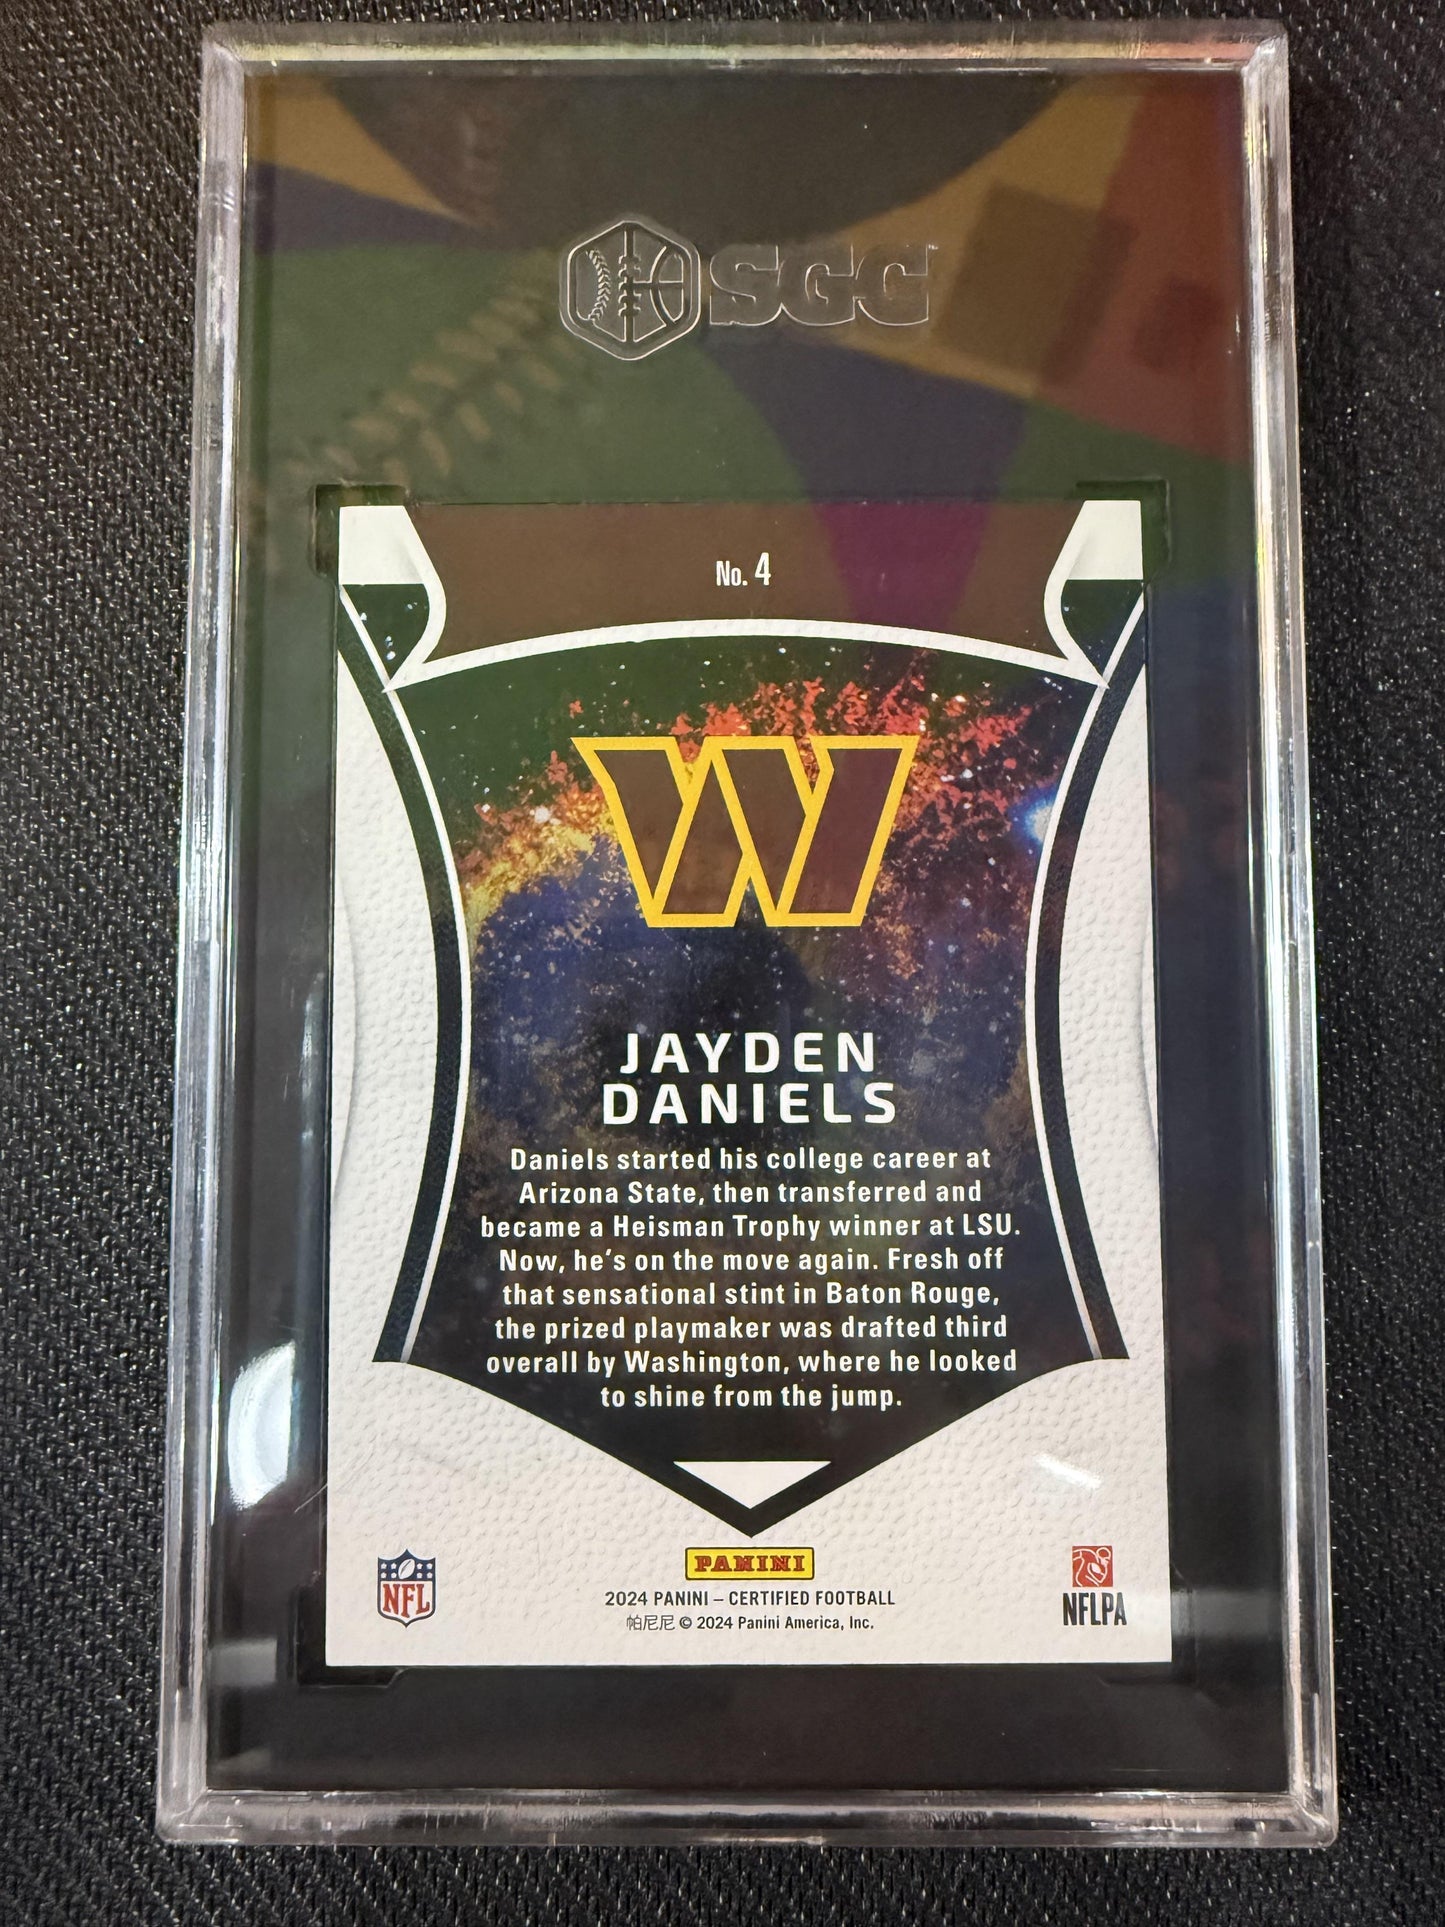 SGC
No. 4
JAYDEN
DANIELS
Daniels started his college career at
Arizona State, then transferred and
became a Heisman Trophy winner at LSU.
Now, he's on the move again. Fresh off
that sensational stint in Baton Rouge,
the prized playmaker was drafted third
overall by Washington, where he looked
to shine from the jump.
NFL
PANINI
2024 PANINI – CERTIFIED FOOTBALL
帕尼尼 © 2024 Panini America, Inc.
NFLPA